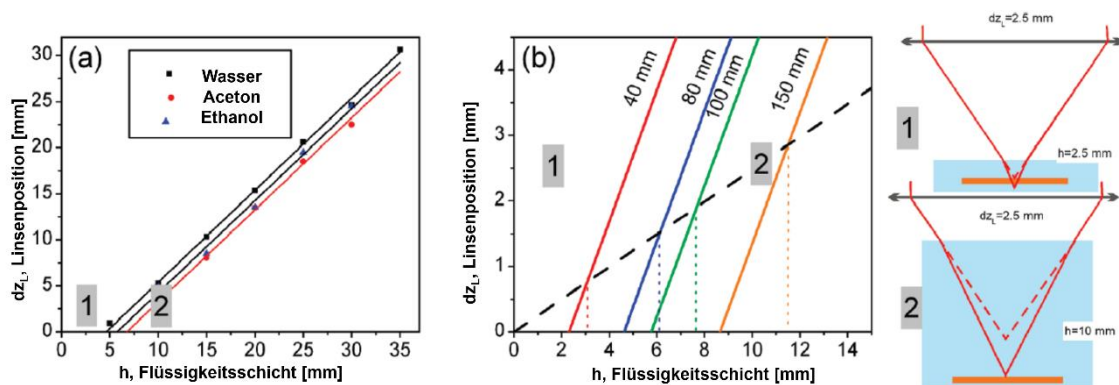 (a)
Wasser
Aceton
Ethanol
1
2
30
25
20
15
10
5
0
0 5 10 15 20 25 30 35
dz_L, Linsenposition [mm]
h, Flüssigkeitsschicht [mm]
(b)
40 mm
80 mm
100 mm
150 mm
1
2
4
3
2
1
0
0 2 4 6 8 10 12 14
dz_L, Linsenposition [mm]
h, Flüssigkeitsschicht [mm]
dz_L=2.5 mm
1
h=2.5 mm
dz_L=2.5 mm
2
h=10 mm